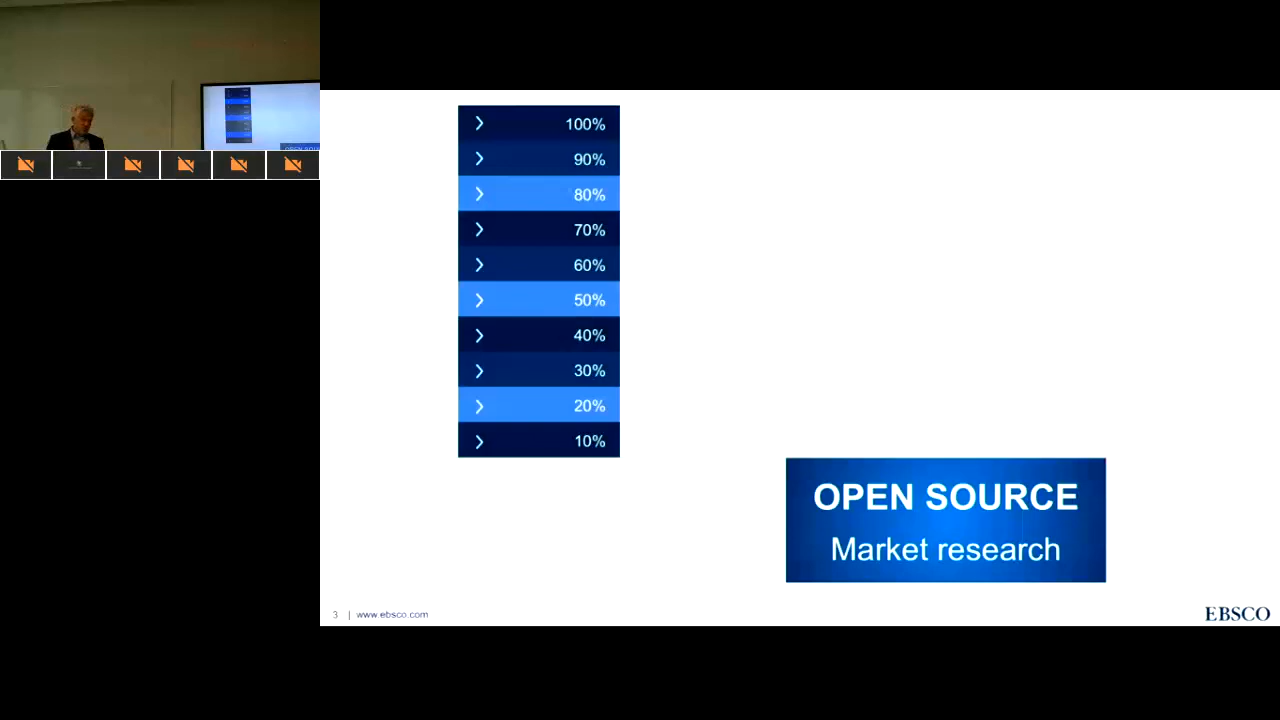 100%
90%
80%
70%
60%
50%
40%
30%
20%
10%
OPEN SOURCE
Market research
3 | www.ebsco.com
EBSCO